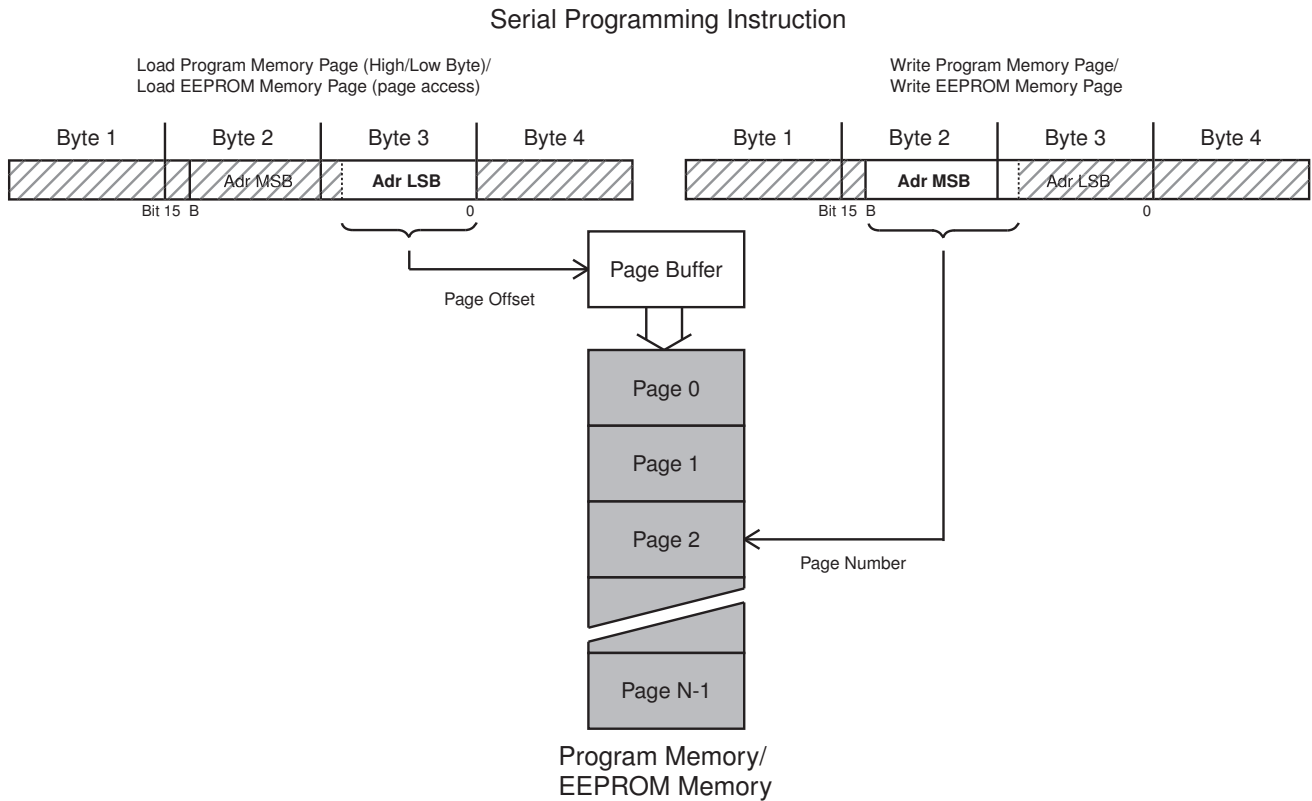 Serial Programming Instruction
Load Program Memory Page (High/Low Byte)/
Load EEPROM Memory Page (page access)
Write Program Memory Page/
Write EEPROM Memory Page
Byte 1 Byte 2 Byte 3 Byte 4
Byte 1 Byte 2 Byte 3 Byte 4
Adr MSB Adr LSB
Adr MSB Adr LSB
Bit 15 B 0
Bit 15 B 0
Page Buffer
Page Offset
Page 0
Page 1
Page 2
Page Number
Page N-1
Program Memory/
EEPROM Memory